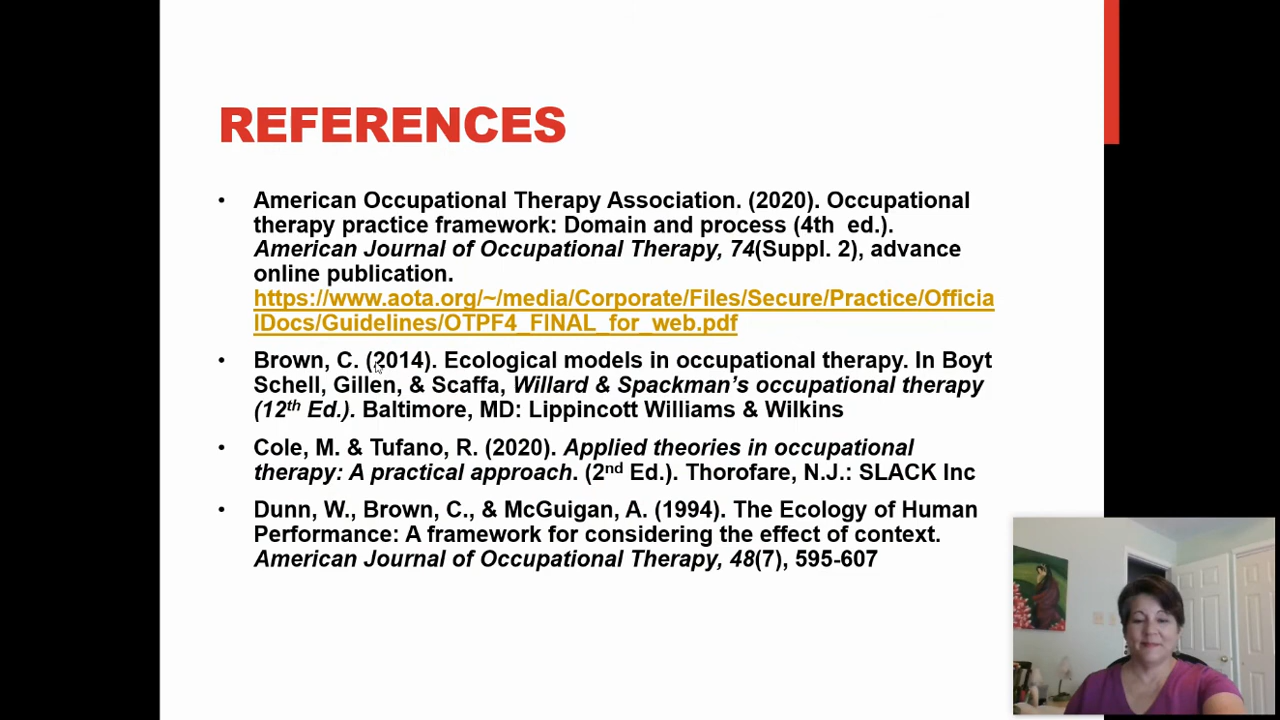 REFERENCES
• American Occupational Therapy Association. (2020). Occupational
therapy practice framework: Domain and process (4th  ed.).
American Journal of Occupational Therapy, 74(Suppl. 2), advance
online publication.
https://www.aota.org/~/media/Corporate/Files/Secure/Practice/Officia
lDocs/Guidelines/OTPF4_FINAL_for_web.pdf
• Brown, C. (2014). Ecological models in occupational therapy. In Boyt
Schell, Gillen, & Scaffa, Willard & Spackman’s occupational therapy
(12th Ed.). Baltimore, MD: Lippincott Williams & Wilkins
• Cole, M. & Tufano, R. (2020). Applied theories in occupational
therapy: A practical approach. (2nd Ed.). Thorofare, N.J.: SLACK Inc
• Dunn, W., Brown, C., & McGuigan, A. (1994). The Ecology of Human
Performance: A framework for considering the effect of context.
American Journal of Occupational Therapy, 48(7), 595-607